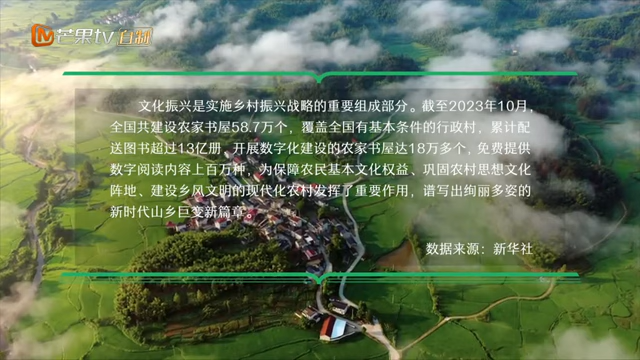 芒果TV自制
文化振兴是实施乡村振兴战略的重要组成部分。截至2023年10月，
全国共建设农家书屋58.7万个，覆盖全国有基本条件的行政村，累计配
送图书超过13亿册，开展数字化建设的农家书屋达18万多个，免费提供
数字阅读内容上百万种，为保障农民基本文化权益、巩固农村思想文化
阵地、建设乡风文明的现代化农村发挥了重要作用，谱写出绚丽多姿的
新时代山乡巨变新篇章。
数据来源：新华社